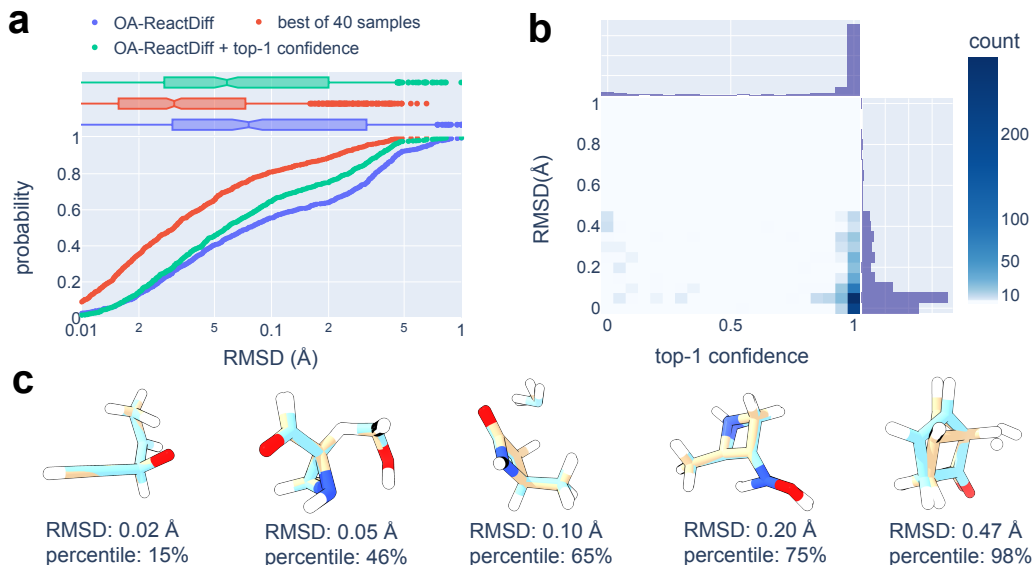 a
OA-ReactDiff
best of 40 samples
OA-ReactDiff + top-1 confidence
1
0.8
0.6
0.4
0.2
0
probability
0.01
2
5
0.1
2
5
1
RMSD (Å)
b
count
200
100
50
10
1
0.8
0.6
0.4
0.2
0
RMSD(Å)
0
0.5
1
top-1 confidence
c
RMSD: 0.02 Å
percentile: 15%
RMSD: 0.05 Å
percentile: 46%
RMSD: 0.10 Å
percentile: 65%
RMSD: 0.20 Å
percentile: 75%
RMSD: 0.47 Å
percentile: 98%